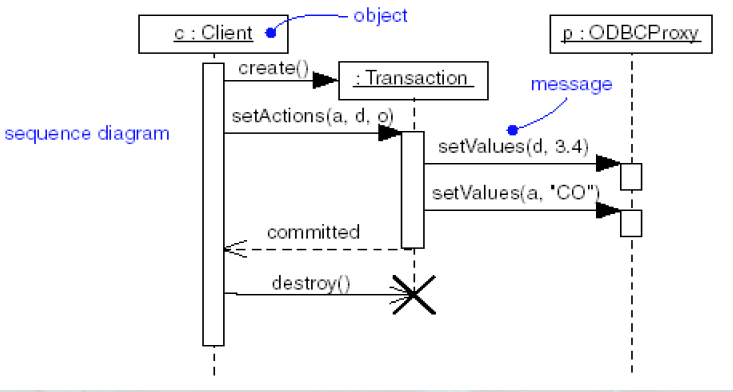 object
c : Client
p : ODBCProxy
create()
: Transaction
message
setActions(a, d, o)
sequence diagram
setValues(d, 3.4)
setValues(a, "CO")
committed
destroy()